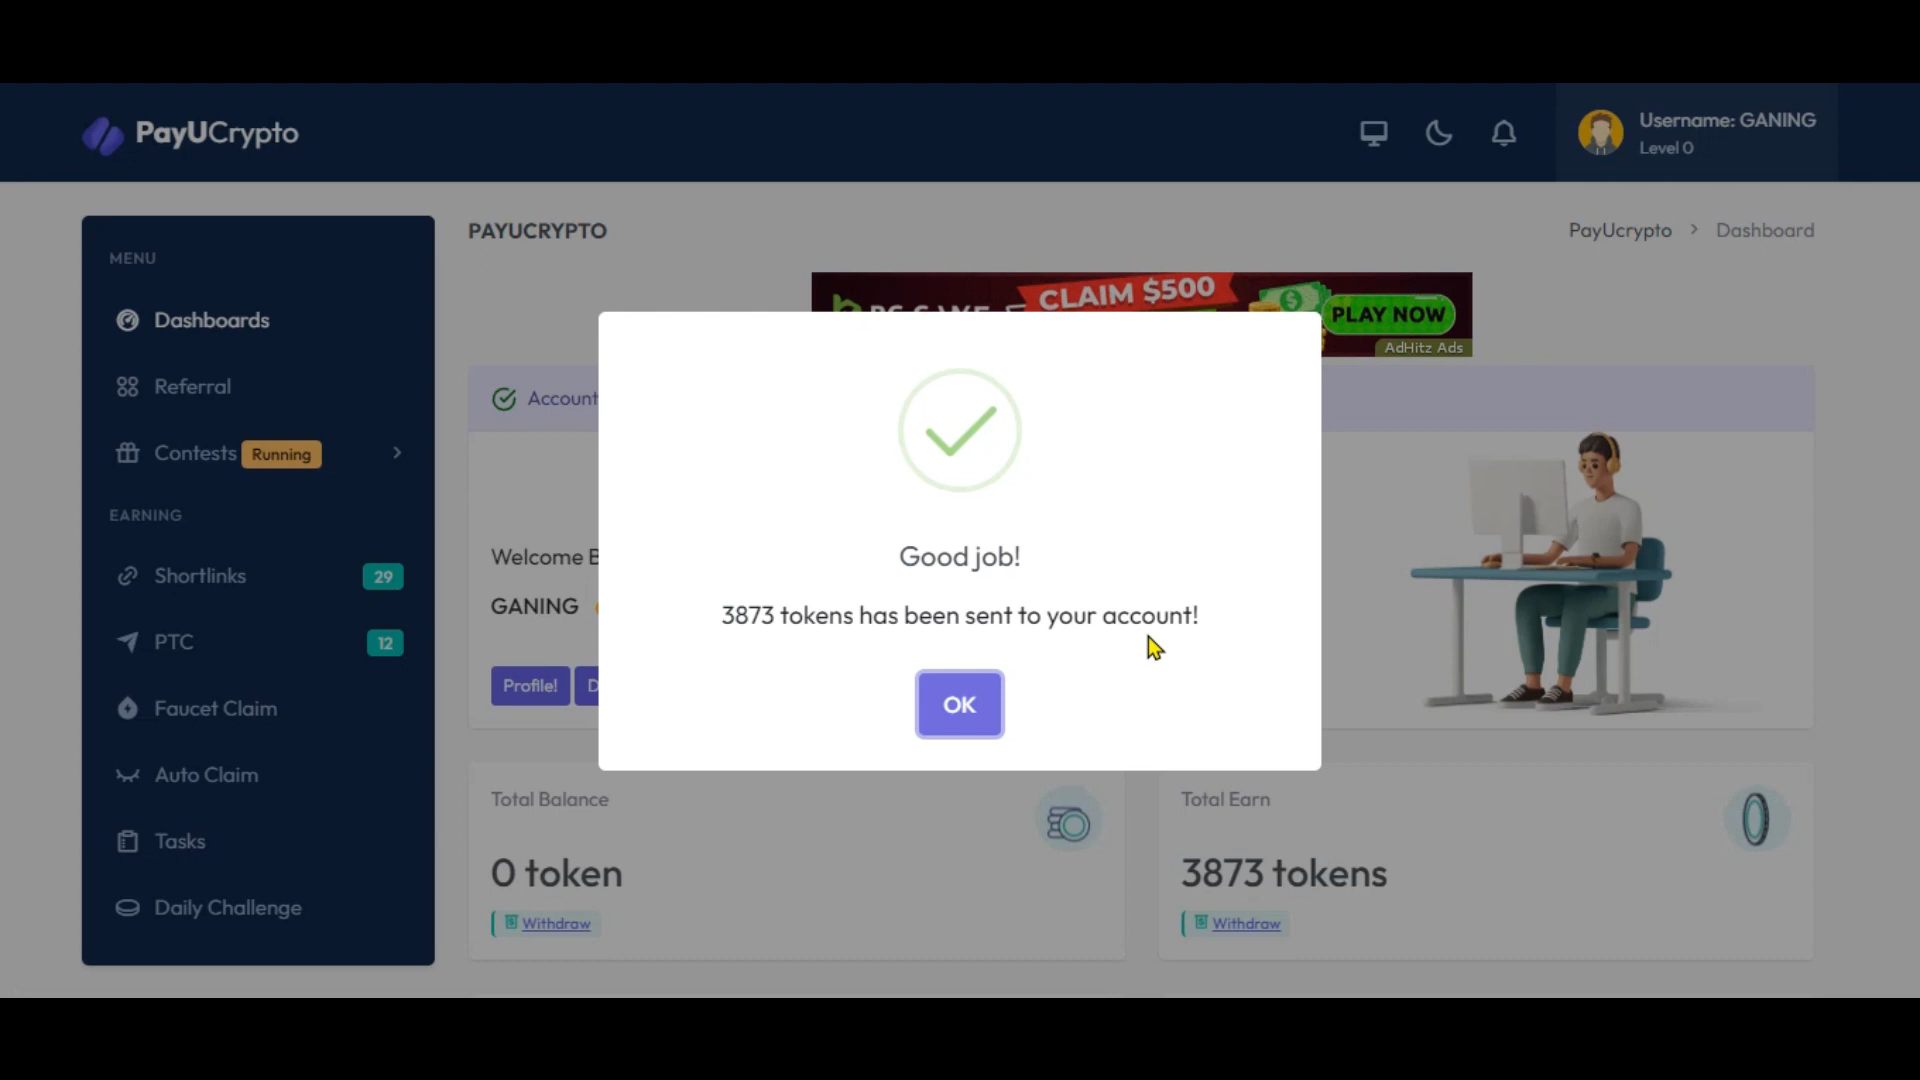 PayUCrypto
Username: GANING
Level 0
MENU
Dashboards
Referral
Contests Running
EARNING
Shortlinks 29
PTC 12
Faucet Claim
Auto Claim
Tasks
Daily Challenge
PAYUCRYPTO
PayUcrypto > Dashboard
CLAIM $500
PLAY NOW
AdHitz Ads
Account
Welcome
GANING
Profile!
Good job!
3873 tokens has been sent to your account!
OK
Total Balance
0 token
Withdraw
Total Earn
3873 tokens
Withdraw